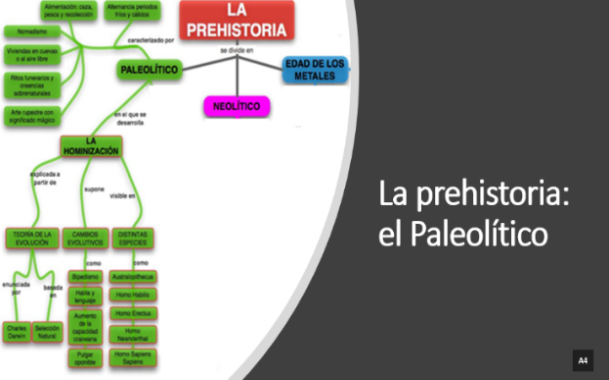 Alimentación: caza,
pesca y recolección
Alternancia periodos
fríos y cálidos
Nomadismo
Viviendas en cuevas
o al aire libre
Ritos funerarios y
creencias
sobrenaturales
Arte rupestre con
significado mágico
caracterizado por
PALEOLÍTICO
LA
PREHISTORIA
se divide en
EDAD DE LOS
METALES
NEOLÍTICO
en el que se
desarrolla
LA
HOMINIZACIÓN
explicada a
partir de
supone
visible en
TEORÍA DE LA
EVOLUCIÓN
CAMBIOS
EVOLUTIVOS
DISTINTAS
ESPECIES
enunciada
por
basada
en
como
como
Charles
Darwin
Selección
Natural
Bipedismo
Habla y
lenguaje
Aumento
de la
capacidad
craneana
Pulgar
oponible
Australopithecus
Homo Habilis
Homo Erectus
Homo
Neanderthal
Homo Sapiens
Sapiens
La prehistoria:
el Paleolítico
A4